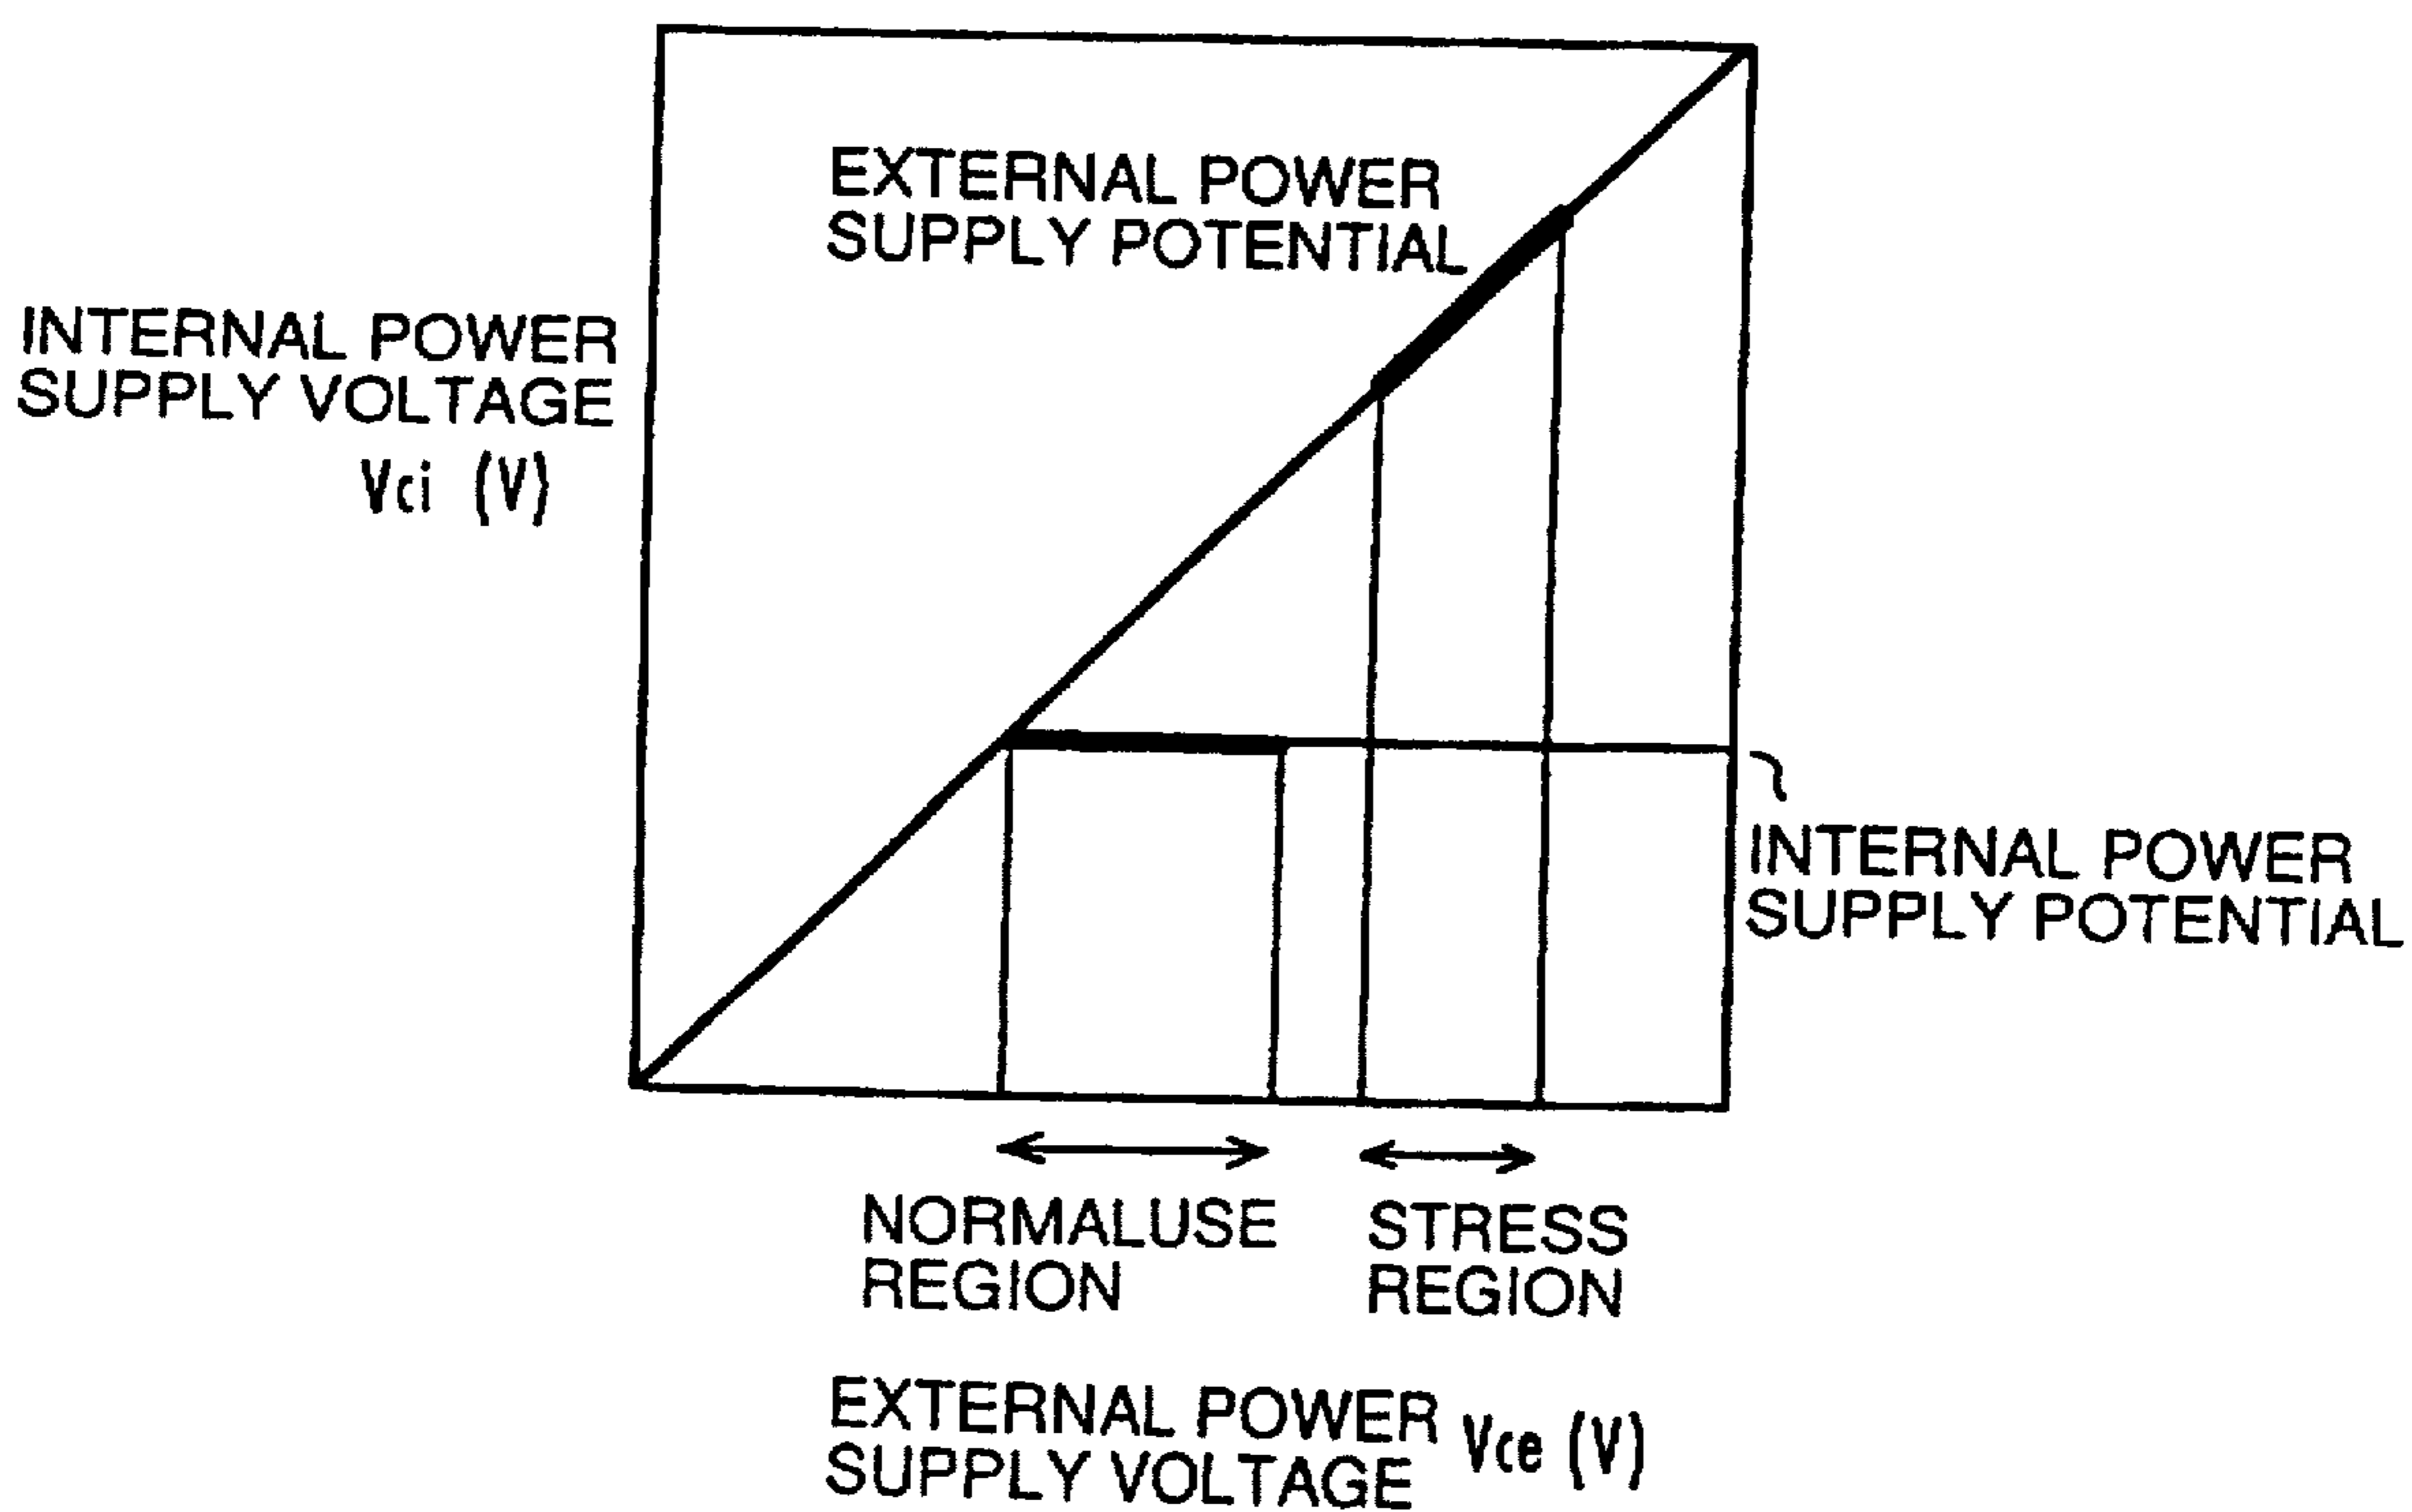 EXTERNAL POWER
SUPPLY POTENTIAL
INTERNAL POWER
SUPPLY VOLTAGE
Vci (V)
INTERNAL POWER
SUPPLY POTENTIAL
NORMALUSE
REGION
STRESS
REGION
EXTERNAL POWER
SUPPLY VOLTAGE Vce (V)